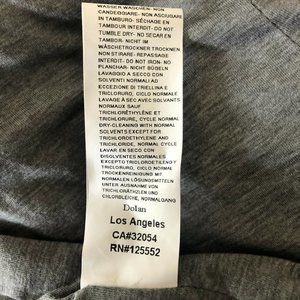 WASSER WASCHEN- NON
CANDEGGIARE- NON ASCIUGARE
IN TAMBURO- SÉCHAGE EN
TAMBOUR INTERDIT- DO NOT
TUMBLE DRY- NO SECAR EN
TAMBOR- NICHT IM
WÄSCHETROCKNER TROCKNEN
NON STIRARE- REPASSAGE
INTERDIT- DO NOT IRON- NO
PLANCHAR- NICHT BÜGELN
LAVAGGIO A SECCO CON
SOLVENTI NORMALI AD
ECCEZIONE DI TRIELLINA E
TRICLORURO, CICLO NORMALE
LAVAGE À SEC AVEC SOLVANTS
NORMAUX SAUF
TRICHLORÉTHYLÈNE ET
TRICHLORURE, CYCLE NORMAL
DRY-CLEANING WITH NORMAL
SOLVENTS EXCEPT FOR
TRICHLORETHYLENE AND
TRICHLORIDE, NORMAL CYCLE
LAVAR EN SECO CON
DISOLVENTES NORMALES
EXCEPTO TRICLOROETILENO Y
TRICLORURO, CICLO NORMAL
-TROCKENREINIGUNG MIT
NORMALEN LÖSUNGSMITTELN
UNTER AUSNAHME VON
TRICHLORÄTHZLEN UND
CHLORBLEICHE, NORMALGANG
Dolan
Los Angeles
CA#32054
RN#125552